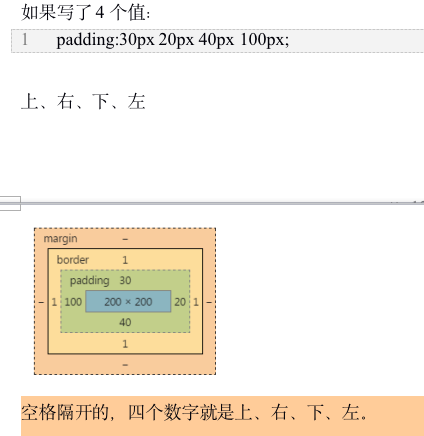 如果写了 4 个值：
1 padding:30px 20px 40px 100px;
上、右、下、左
margin -
border 1
padding 30
- 1 100 200 × 200 20 1 -
40
1
-
空格隔开的，四个数字就是上、右、下、左。